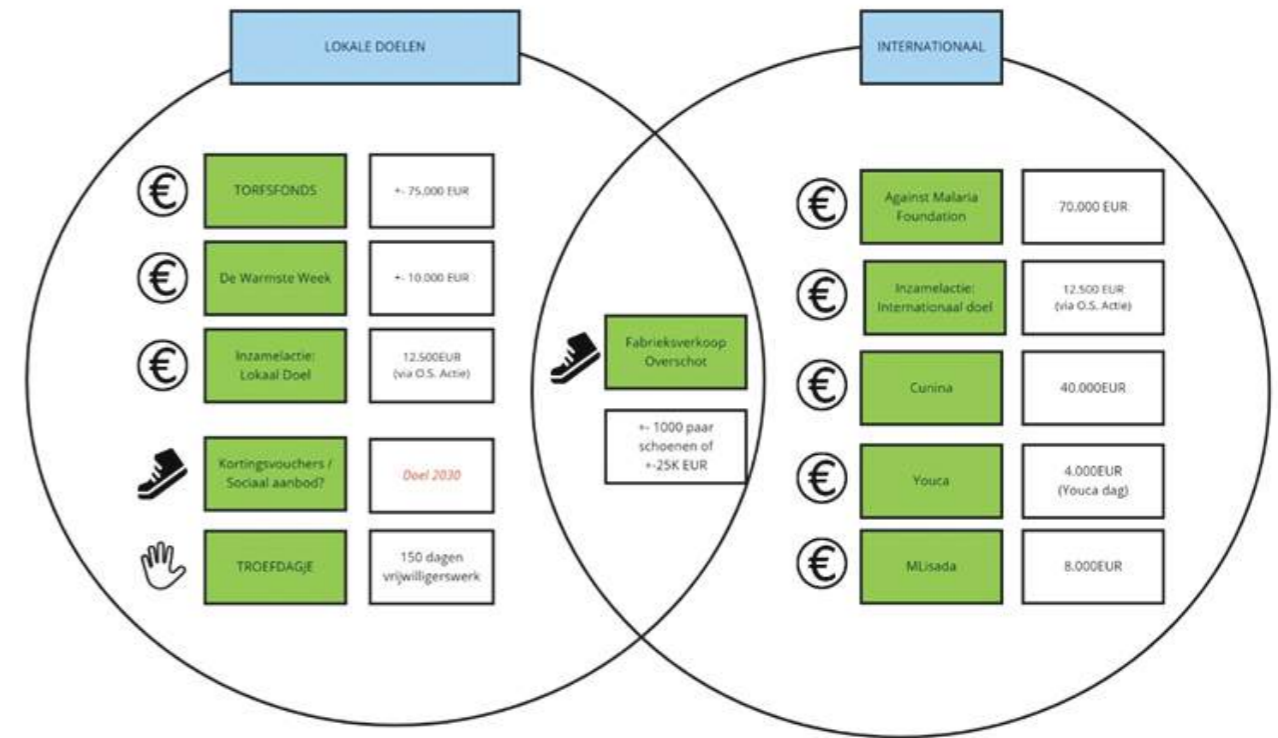 LOKALE DOELEN
TORFSFONDS
+- 75.000 EUR
De Warmste Week
+- 10.000 EUR
Inzamelactie:
Lokaal Doel
12.500EUR
(via O.S. Actie)
Kortingsvouchers /
Sociaal aanbod?
Doel 2030
TROEFDAGJE
150 dagen
vrijwilligerswerk
Fabrieksverkoop
Overschot
+- 1000 paar
schoenen of
+-25K EUR
INTERNATIONAAL
Against Malaria
Foundation
70.000 EUR
Inzamelactie:
Internationaal doel
12.500 EUR
(via O.S. Actie)
Cunina
40.000EUR
Youca
4.000EUR
(Youca dag)
MLisada
8.000EUR